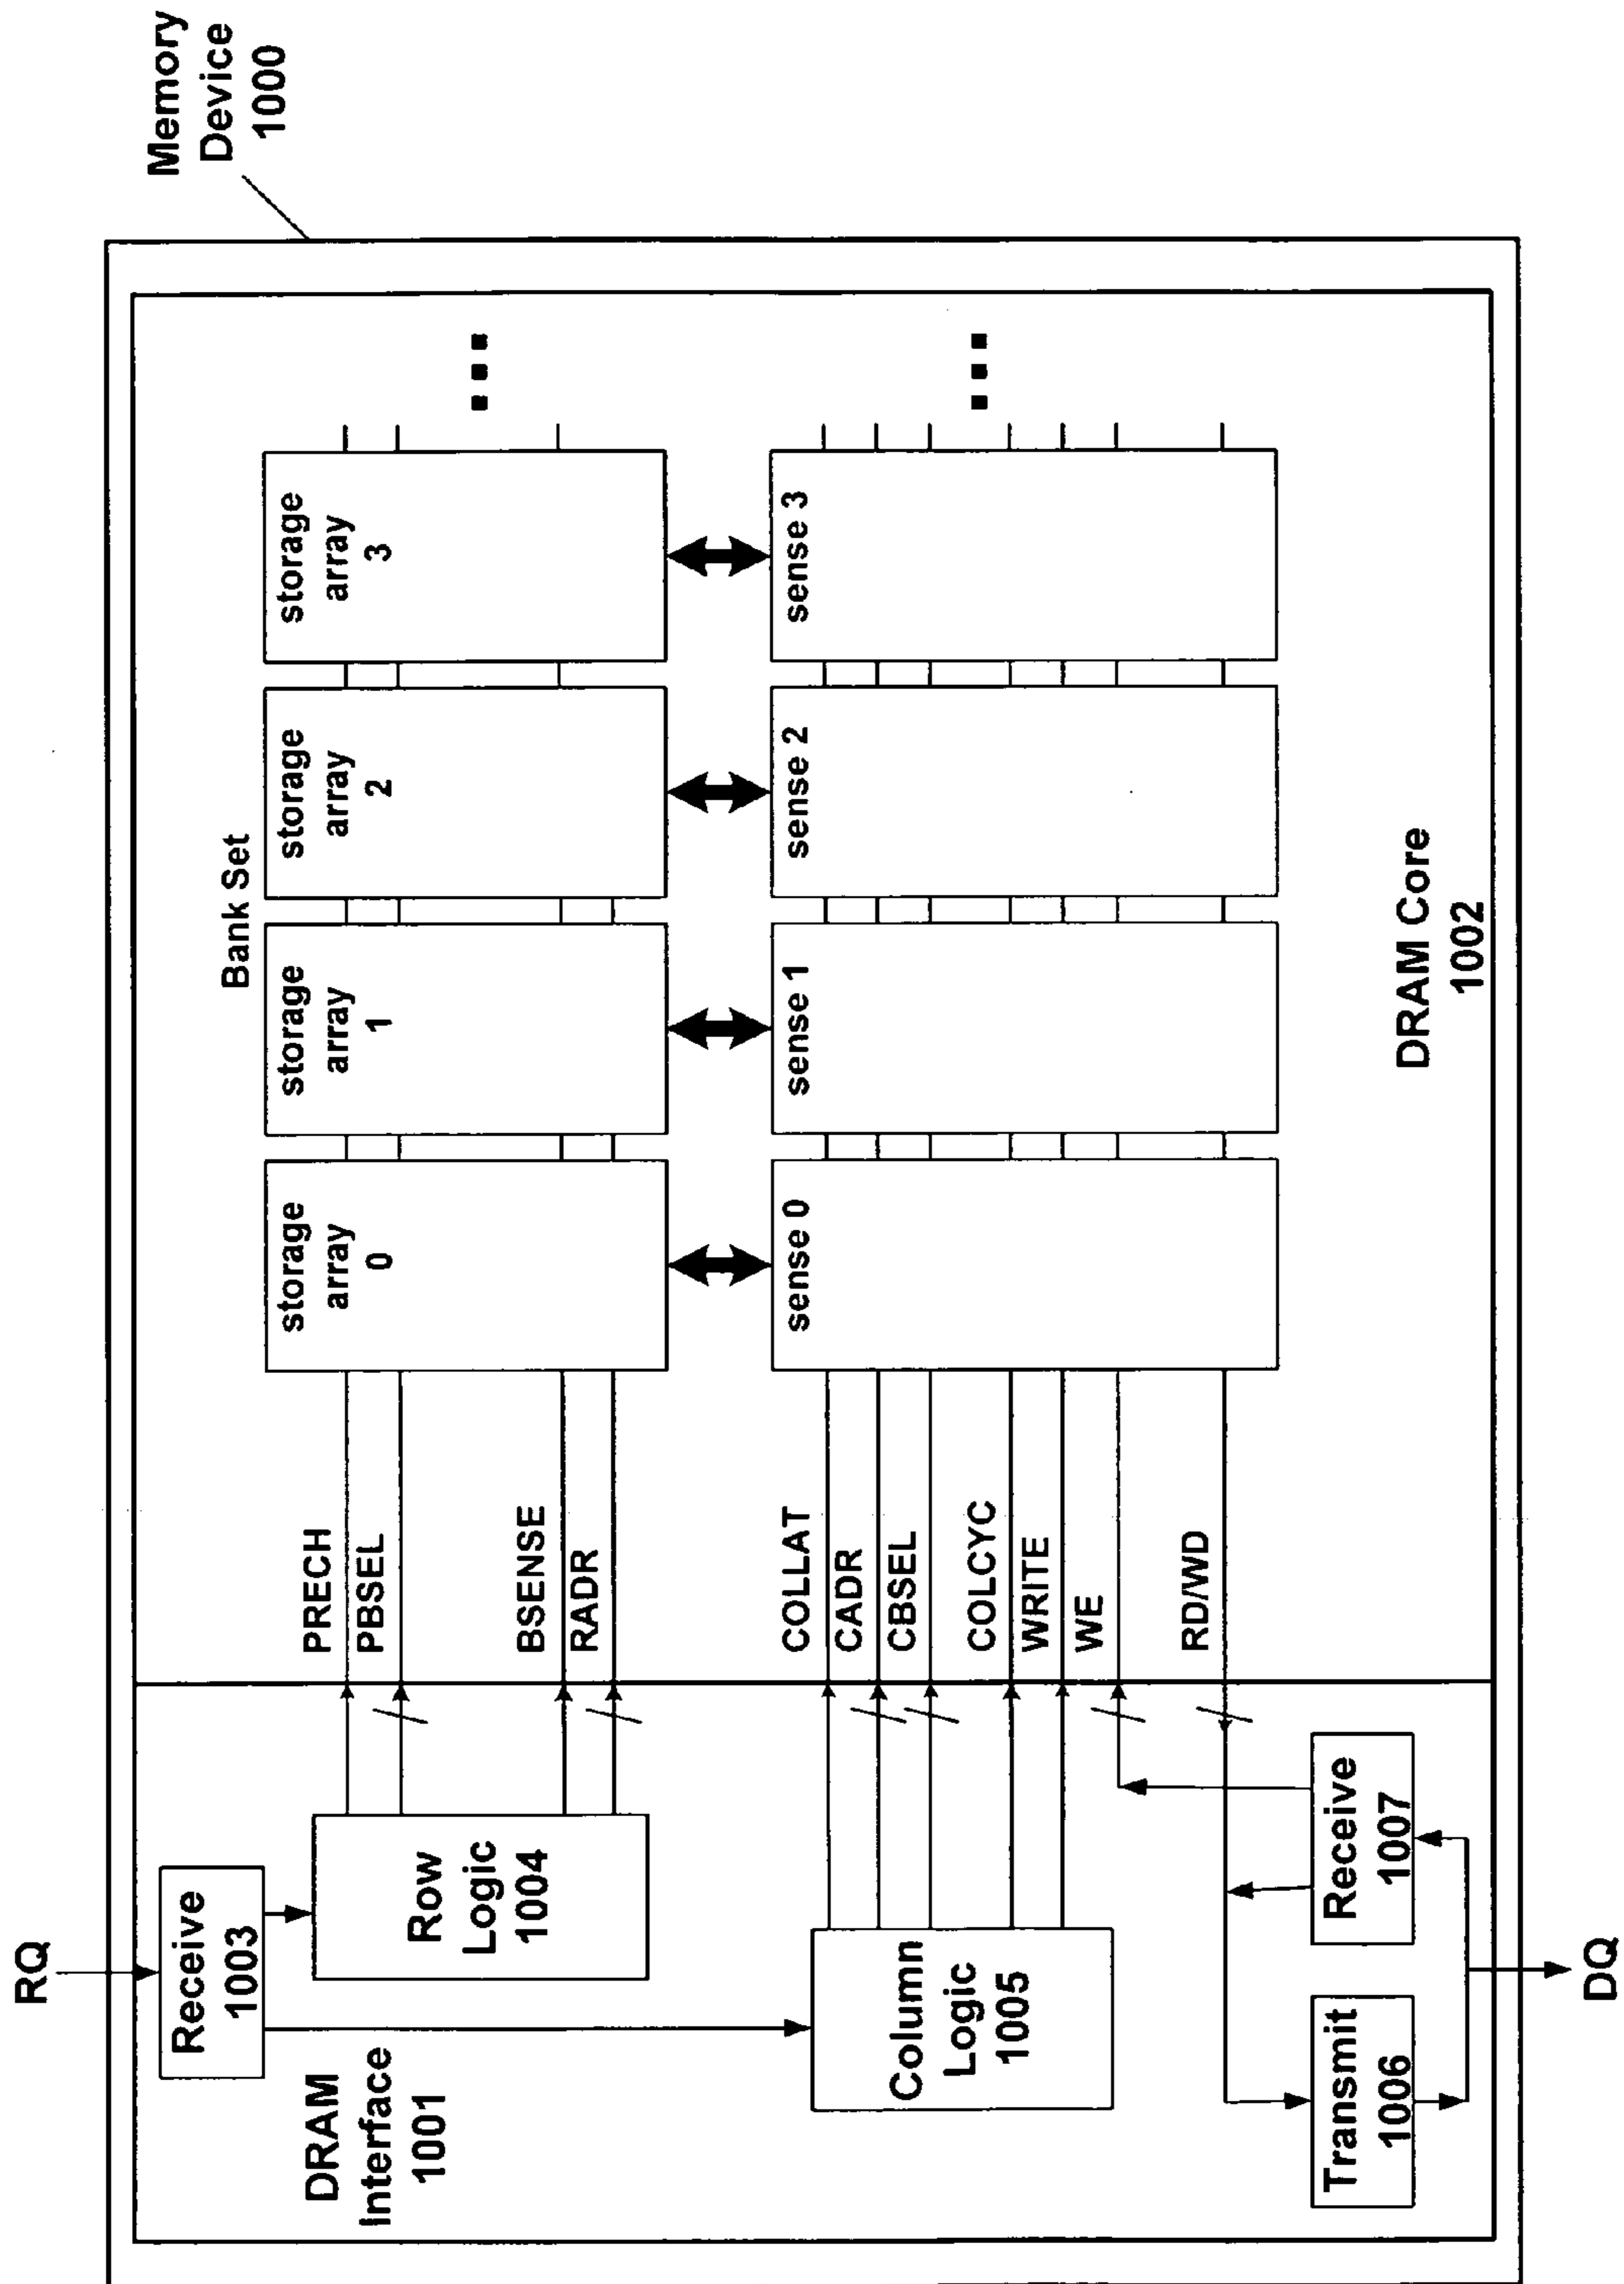 Memory
Device
1000
RQ
Receive
1003
DRAM
Interface
1001
Row
Logic
1004
Column
Logic
1005
Transmit
1006
Receive
1007
DQ
PRECH
PBSEL
BSENSE
RADR
COLLAT
CADR
CBSEL
COLCYC
WRITE
WE
RD/WD
Bank Set
storage
array
0
storage
array
1
storage
array
2
storage
array
3
sense 0
sense 1
sense 2
sense 3
DRAM Core
1002